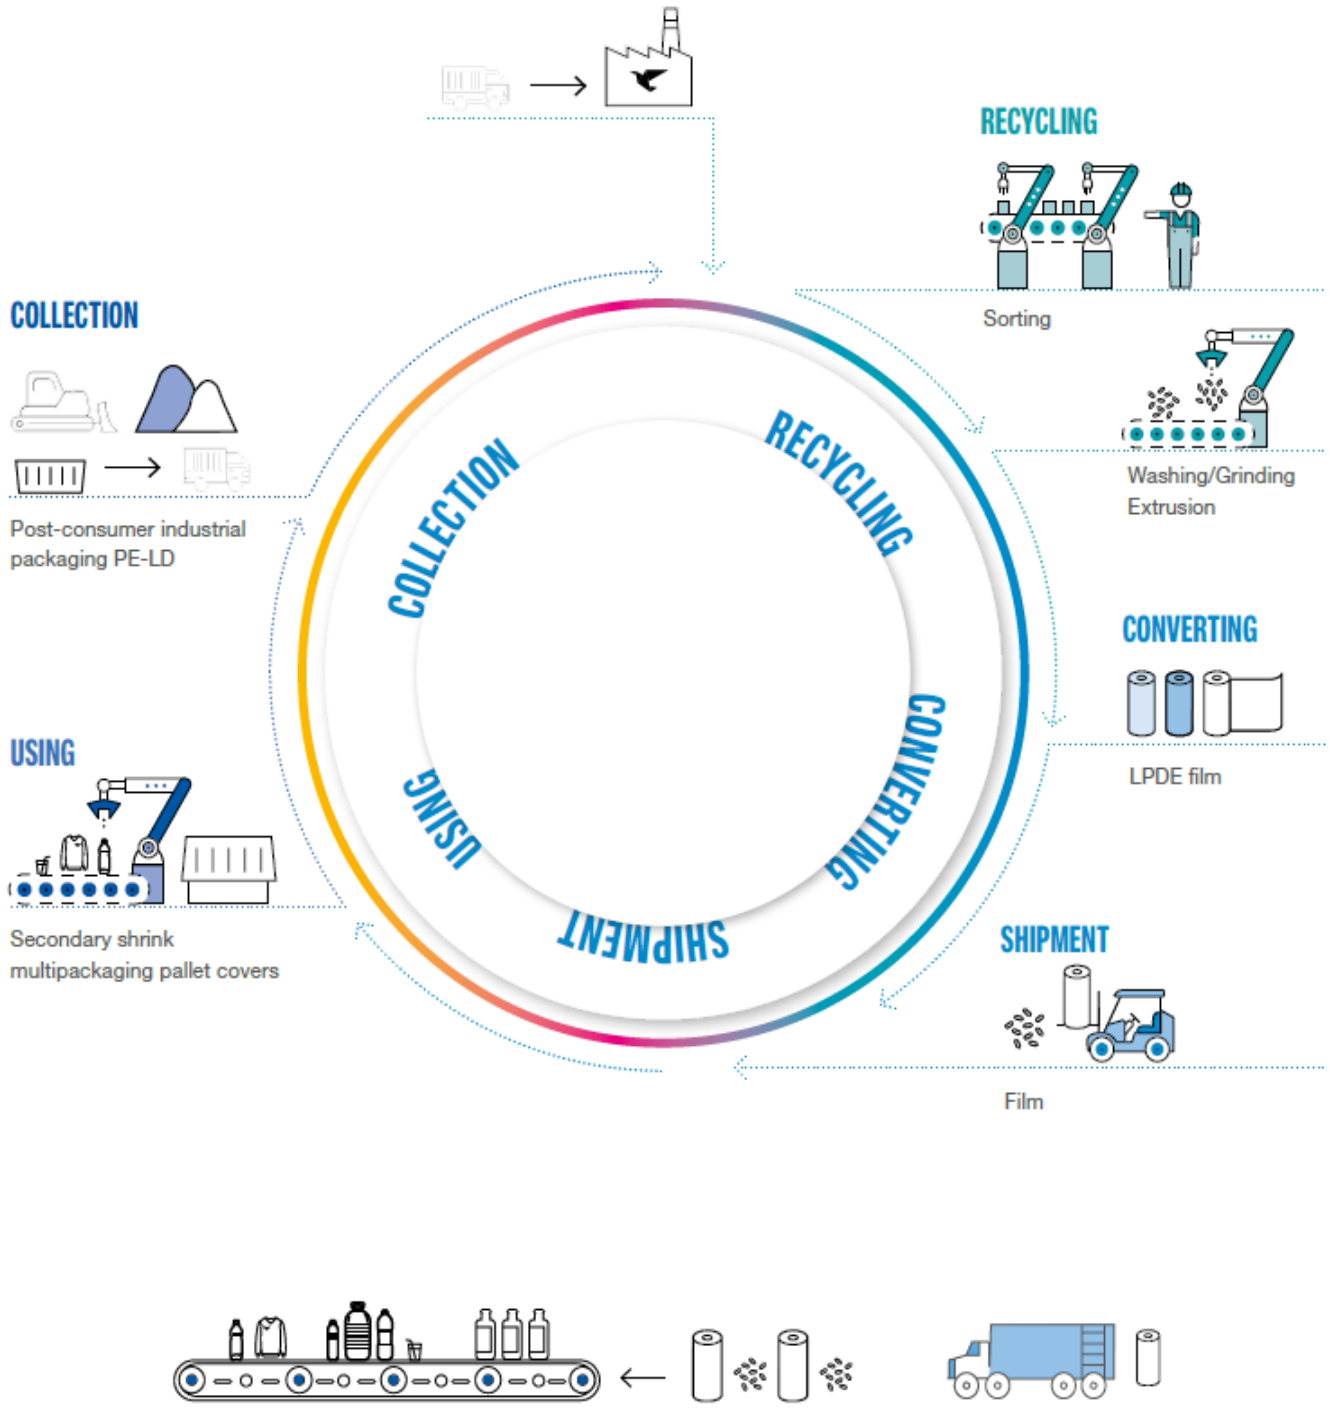 RECYCLING
Sorting
Washing/Grinding
Extrusion
COLLECTION
Post-consumer industrial
packaging PE-LD
COLLECTION
RECYCLING
CONVERTING
SHIPMENT
USING
CONVERTING
LPDE film
USING
Secondary shrink
multipackaging pallet covers
SHIPMENT
Film